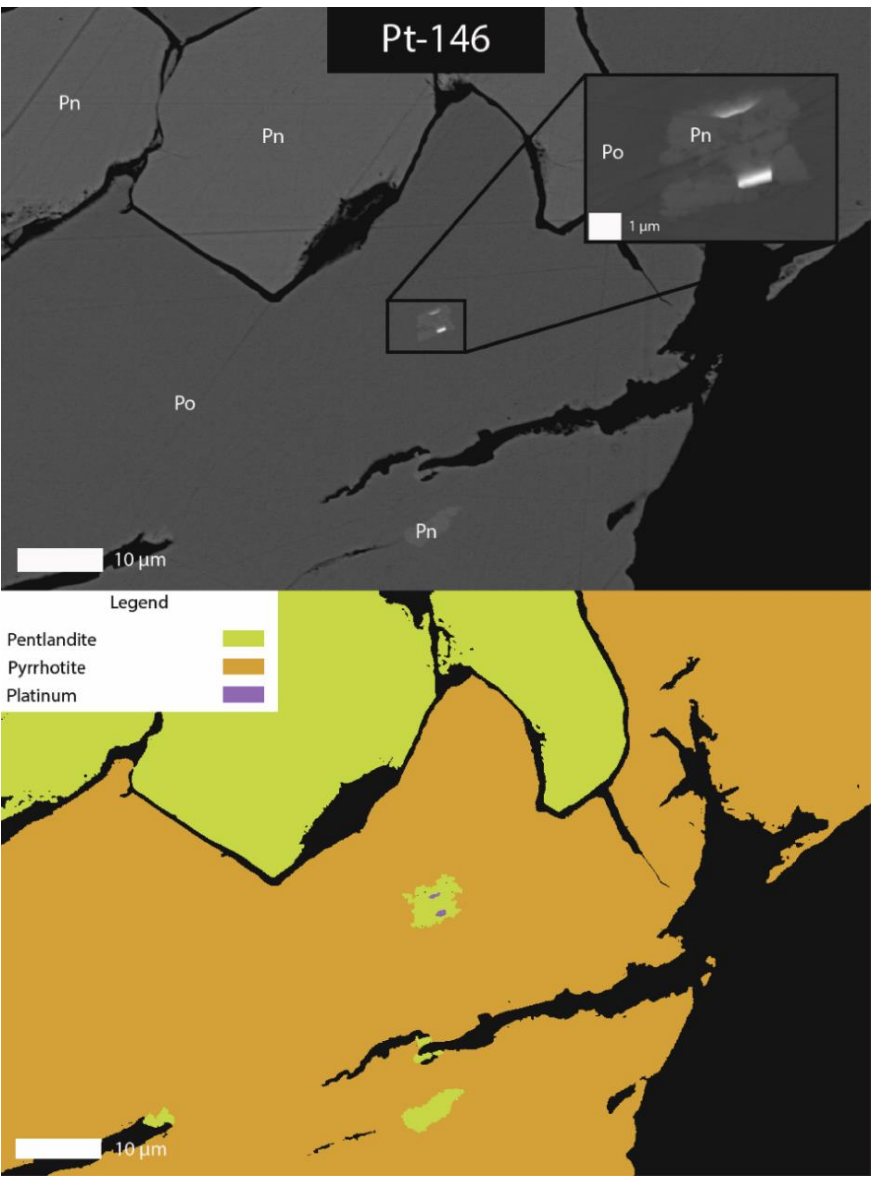 Pt-146
Pn
Pn
Pn
Po
1 µm
Po
Pn
10 µm
Legend
Pentlandite
Pyrrhotite
Platinum
10 µm